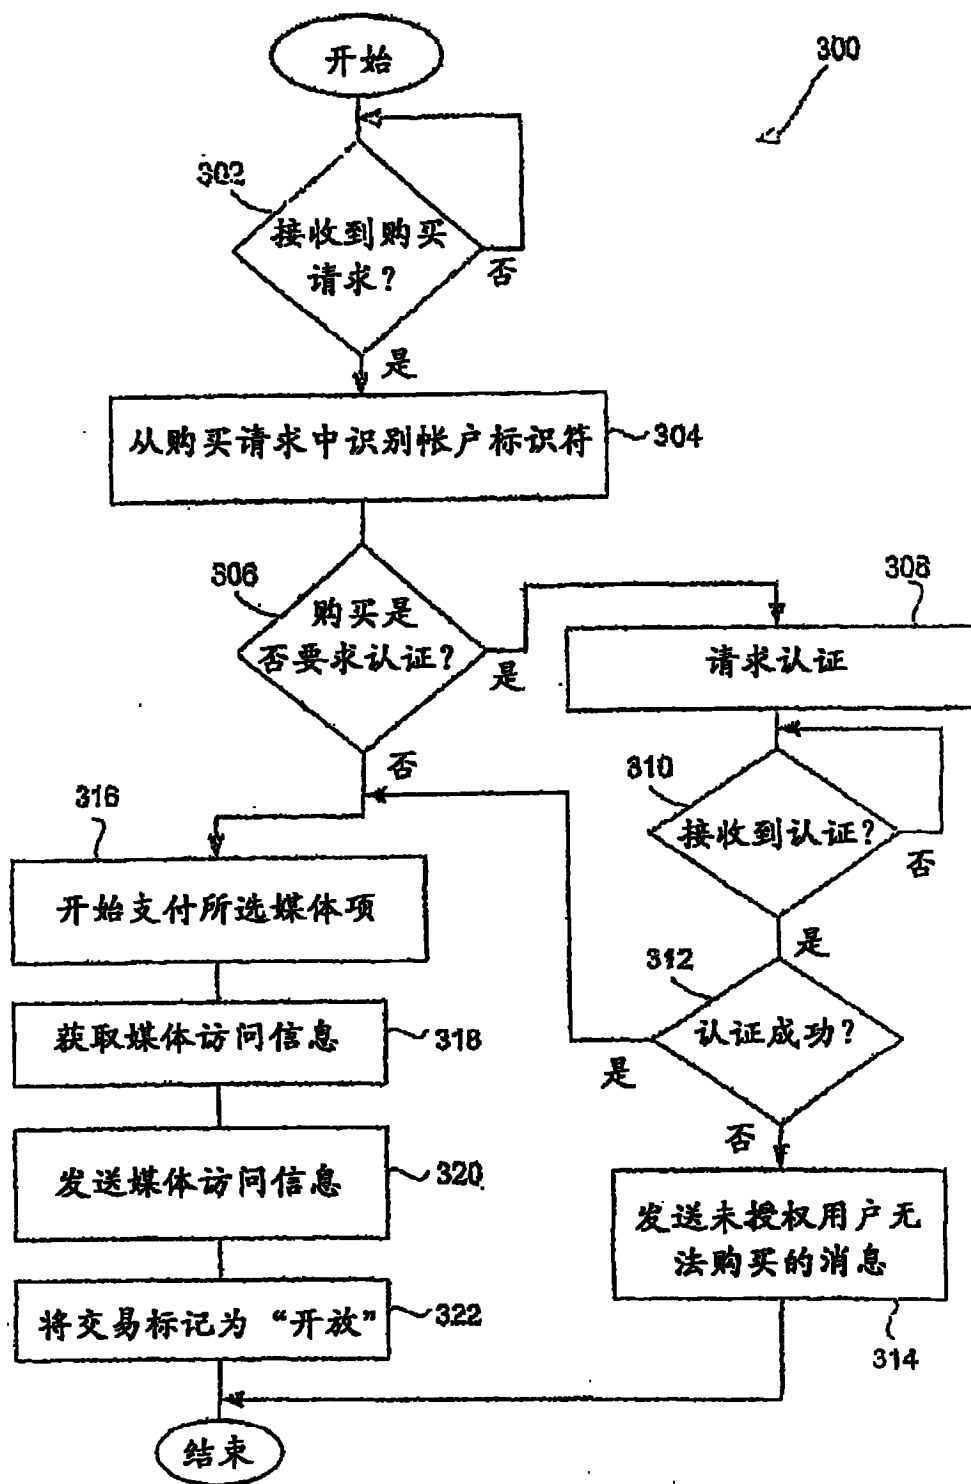 开始
300
302
接收到购买
请求?
否
是
从购买请求中识别帐户标识符
304
306
购买是
否要求认证?
是
否
308
请求认证
310
接收到认证?
否
是
316
开始支付所选媒体项
312
认证成功?
是
否
获取媒体访问信息
318
发送媒体访问信息
320
发送未授权用户无
法购买的消息
314
将交易标记为“开放”
322
结束